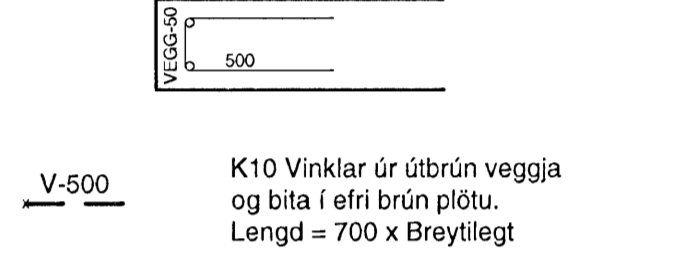 VEGG-50
500
V-500
K10 Vinklar úr útbrún veggja
og bita í efri brún plötu.
Lengd = 700 x Breytilegt